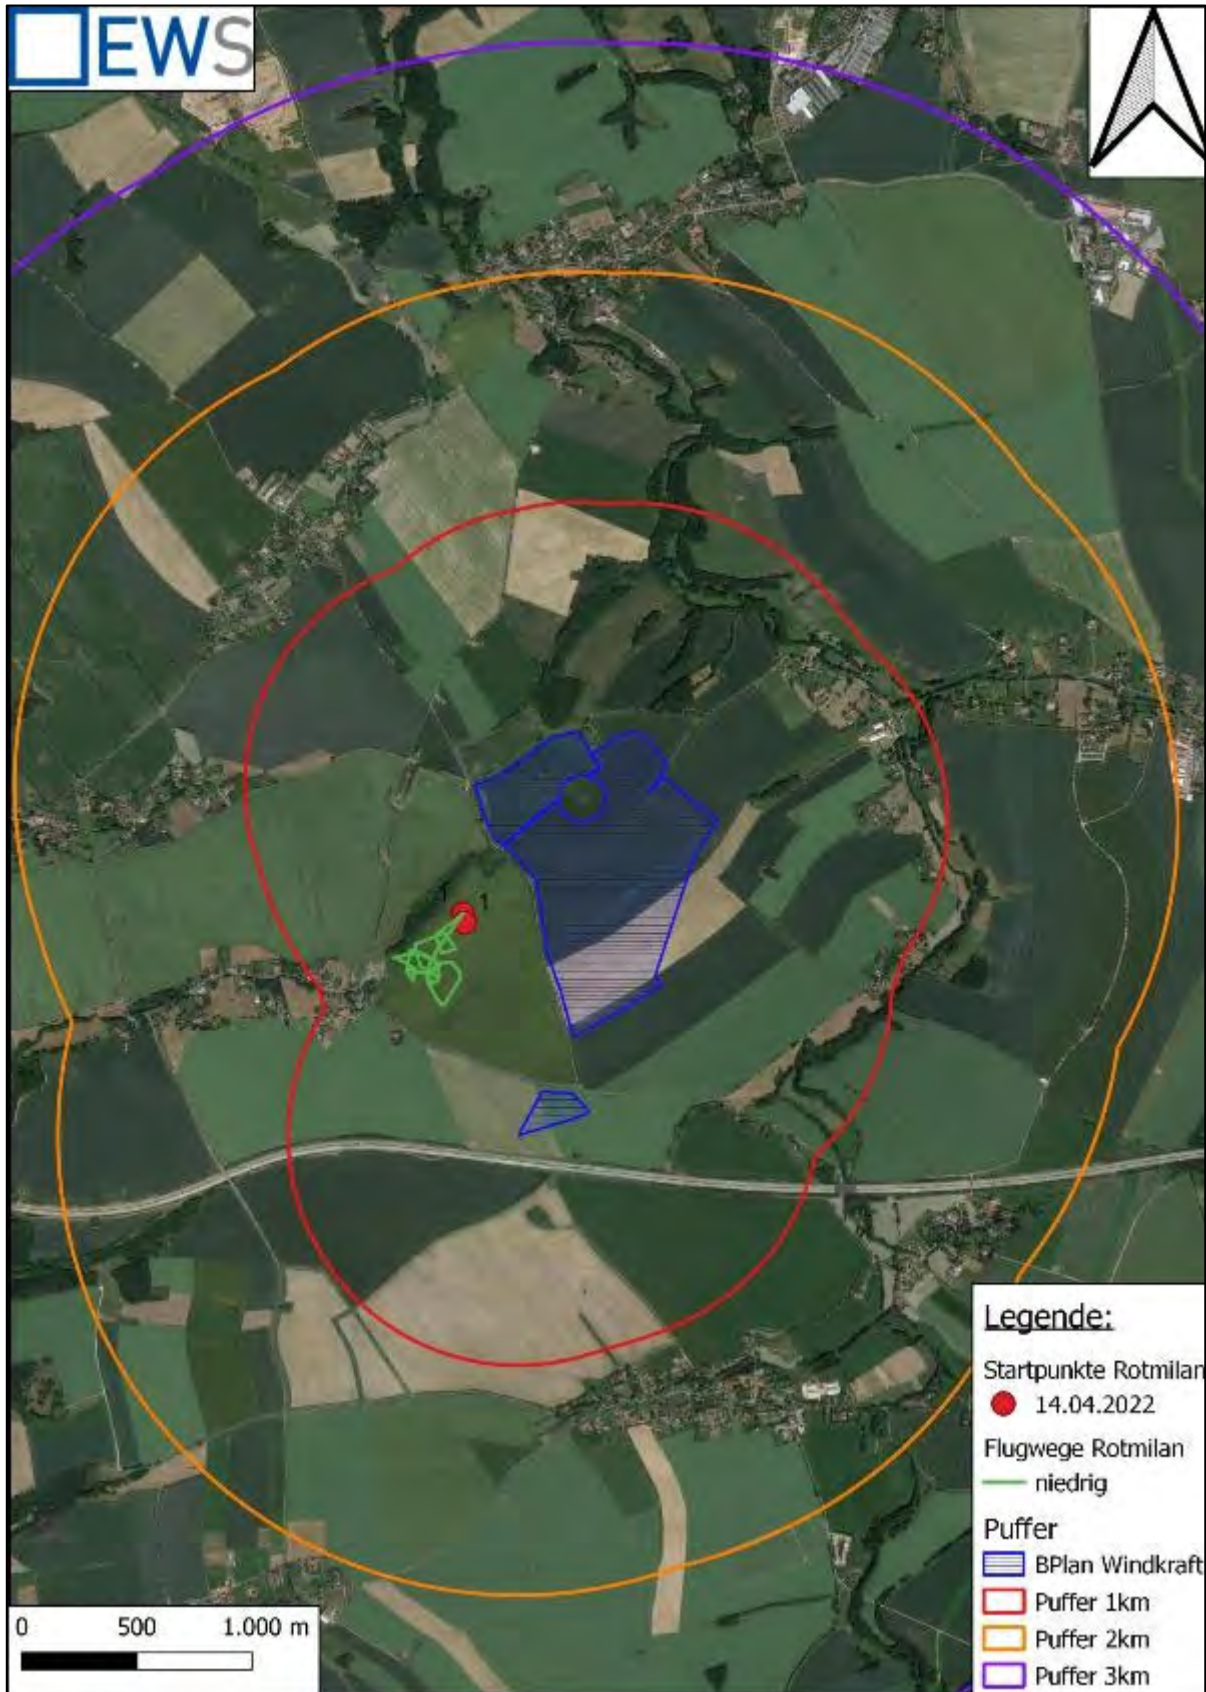 EWS
1 1
Legende:
Startpunkte Rotmilan
14.04.2022
Flugwege Rotmilan
niedrig
Puffer
BPlan Windkraft
Puffer 1km
Puffer 2km
Puffer 3km
0 500 1.000 m